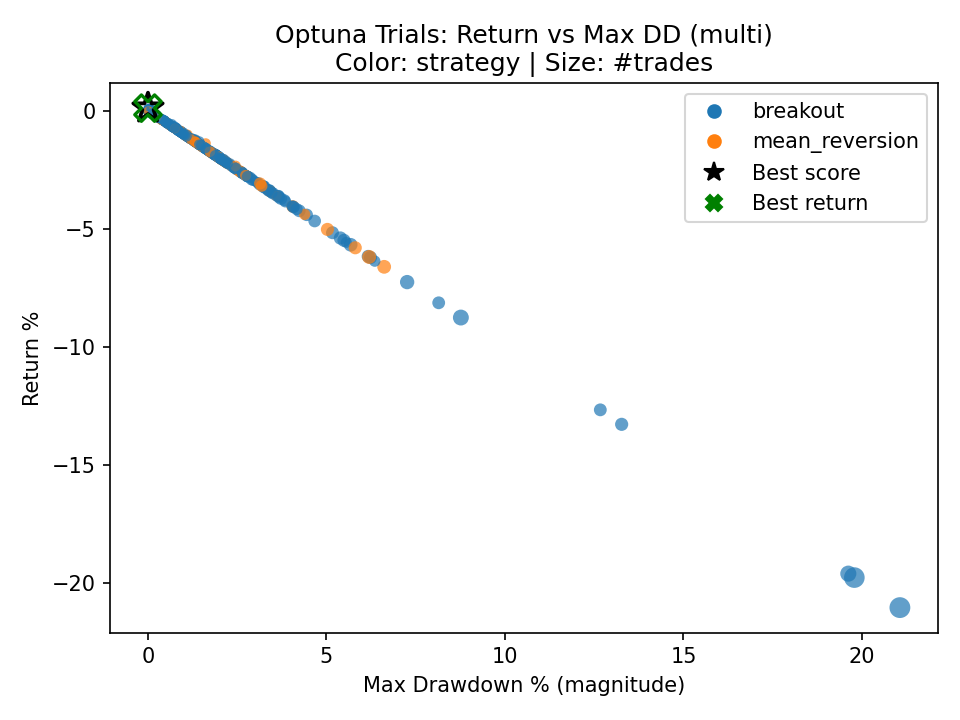 Optuna Trials: Return vs Max DD (multi)
Color: strategy | Size: #trades
breakout
mean_reversion
Best score
Best return
Return %
0
−5
−10
−15
−20
0
5
10
15
20
Max Drawdown % (magnitude)